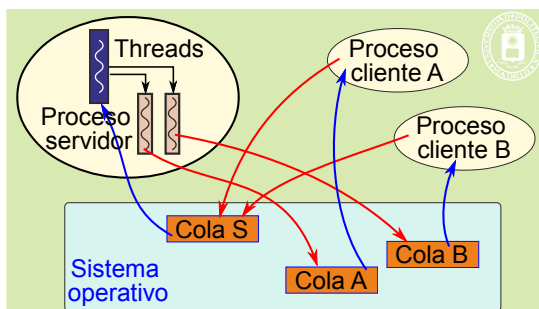 Threads
Proceso
servidor
Proceso
cliente A
Proceso
cliente B
Cola S
Cola A
Cola B
Sistema
operativo